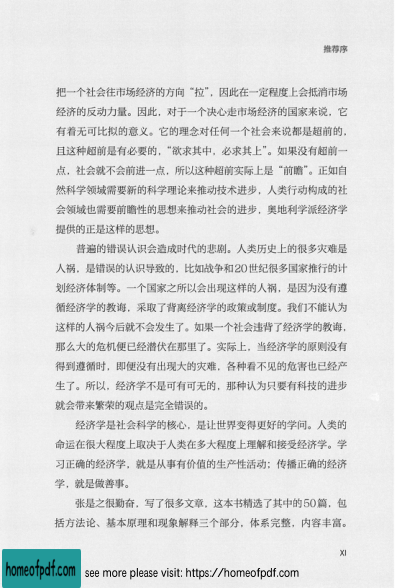 推荐序
把一个社会往市场经济的方向“拉”，因此在一定程度上会抵消市场
经济的反动力量。因此，对于一个决心走市场经济的国家来说，它
有着无可比拟的意义。它的理念对任何一个社会来说都是超前的，
且这种超前是有必要的，“欲求其中，必求其上”。如果没有超前一
点，社会就不会前进一点，所以这种超前实际上是“前瞻”。正如自
然科学领域需要新的科学理论来推动技术进步，人类行动构成的社
会领域也需要前瞻性的思想来推动社会的进步，奥地利学派经济学
提供的正是这样的思想。
普遍的错误认识会造成时代的悲剧。人类历史上的很多灾难是
人祸，是错误的认识导致的，比如战争和20世纪很多国家推行的计
划经济体制等。一个国家之所以会出现这样的人祸，是因为没有遵
循经济学的教诲，采取了背离经济学的政策或制度。我们不能认为
这样的人祸今后就不会发生了。如果一个社会违背了经济学的教诲，
那么大的危机便已经潜伏在那里了。实际上，当经济学的原则没有
得到遵循时，即便没有出现大的灾难，各种看不见的危害也已经产
生了。所以，经济学不是可有可无的，那种认为只要有科技的进步
就会带来繁荣的观点是完全错误的。
经济学是社会科学的核心，是让世界变得更好的学问。人类的
命运在很大程度上取决于人类在多大程度上理解和接受经济学。学
习正确的经济学，就是从事有价值的生产性活动；传播正确的经济
学，就是做善事。
张是之很勤奋，写了很多文章，这本书精选了其中的50篇，包
括方法论、基本原理和现象解释三个部分，体系完整，内容丰富。
XI
homeofpdf.com
see more please visit: https://homeofpdf.com